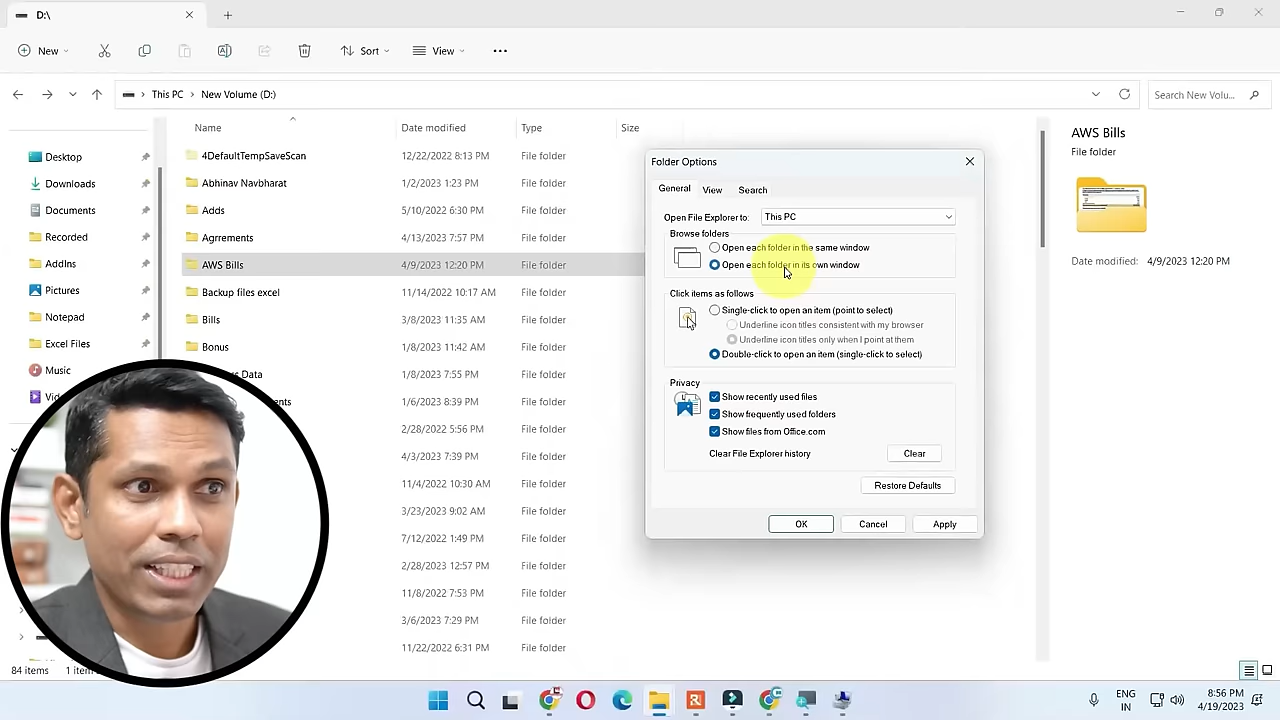 D:\
New
Sort
View
This PC
New Volume (D:)
Search New Volu...
Name
Date modified
Type
Size
4DefaultTempSaveScan 12/22/2022 8:13 PM File folder
Abhinav Navbharat 1/2/2023 1:23 PM File folder
Adds 5/10/2022 6:30 PM File folder
Agrrements 4/13/2023 7:57 PM File folder
AWS Bills 4/9/2023 12:20 PM File folder
Backup files excel 11/14/2022 10:17 AM File folder
Bills 3/8/2023 11:35 AM File folder
Bonus 1/8/2023 11:42 AM File folder
Data 1/8/2023 7:55 PM File folder
1/6/2023 8:39 PM File folder
2/28/2022 5:56 PM File folder
4/3/2023 7:39 PM File folder
11/4/2022 10:30 AM File folder
3/23/2023 9:02 AM File folder
7/12/2022 1:49 PM File folder
2/28/2023 12:57 PM File folder
11/8/2022 7:53 PM File folder
3/6/2023 7:29 PM File folder
11/22/2022 6:31 PM File folder
Desktop
Downloads
Documents
Recorded
AddIns
Pictures
Notepad
Excel Files
Music
Folder Options
General
View
Search
Open File Explorer to: This PC
Browse folders
Open each folder in the same window
Open each folder in its own window
Click items as follows
Single-click to open an item (point to select)
Underline icon titles consistent with my browser
Underline icon titles only when I point at them
Double-click to open an item (single-click to select)
Privacy
Show recently used files
Show frequently used folders
Show files from Office.com
Clear File Explorer history
Clear
Restore Defaults
OK
Cancel
Apply
AWS Bills
File folder
Date modified: 4/9/2023 12:20 PM
84 items
ENG
IN
8:56 PM
4/19/2023